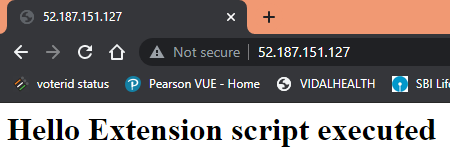 52.187.151.127
Not secure 52.187.151.127
voterid status Pearson VUE - Home VIDALHEALTH SBI Life
Hello Extension script executed